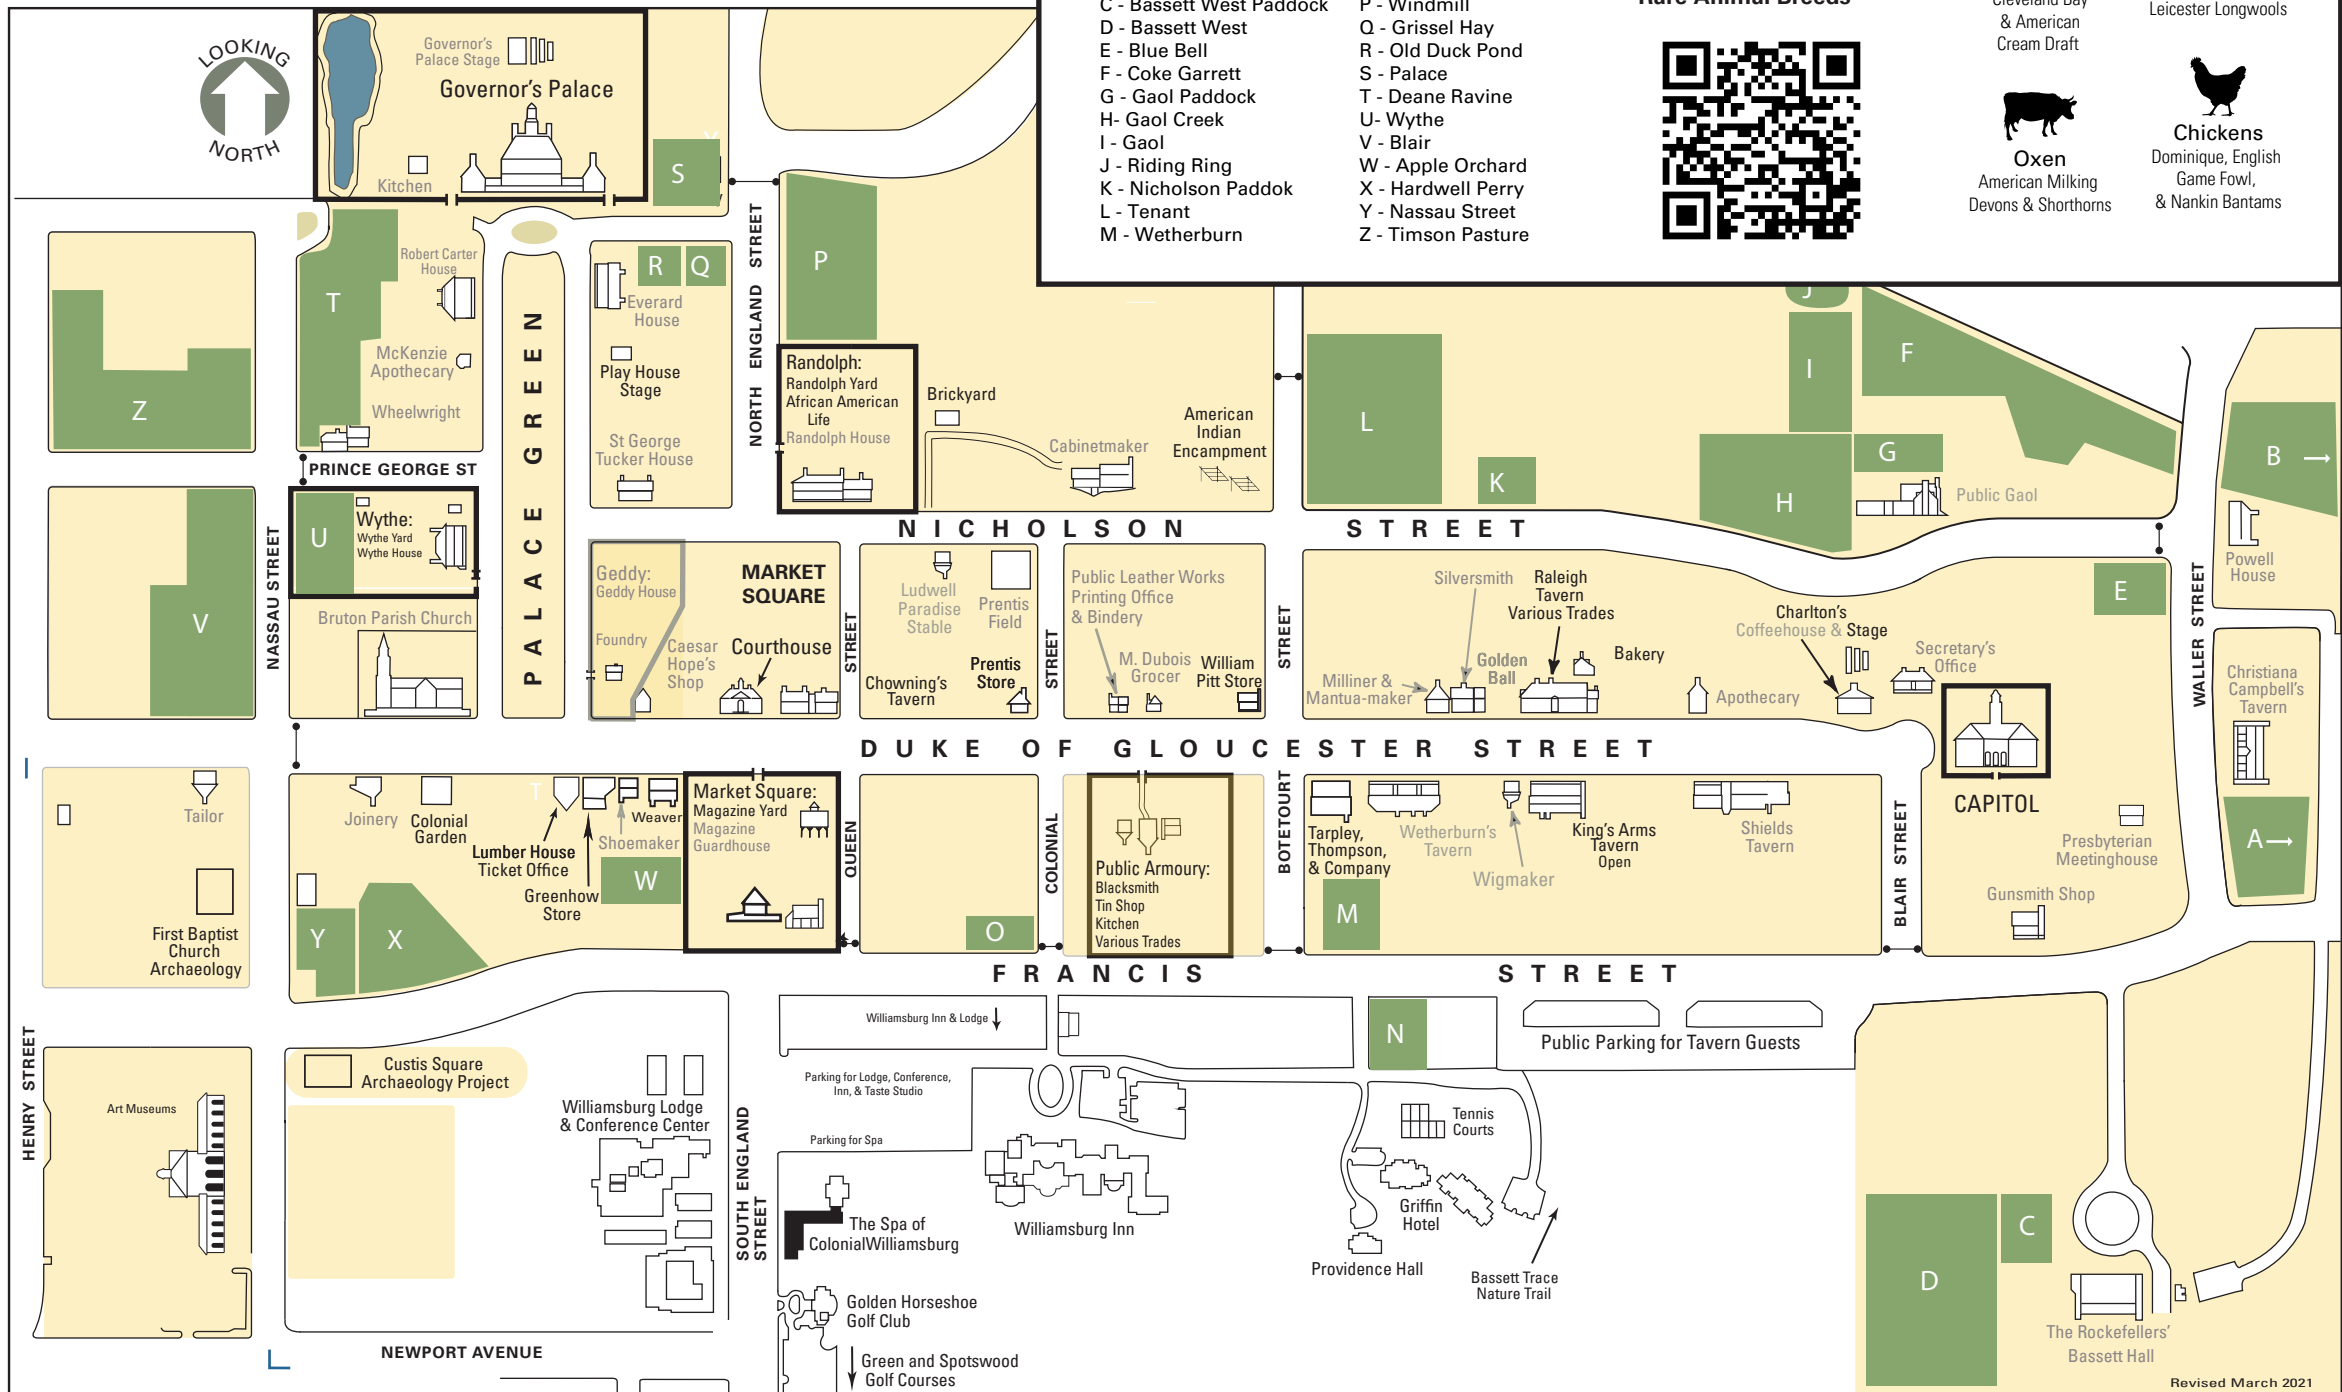 LOOKING
NORTH
C - Bassett West Paddock
D - Bassett West
E - Blue Bell
F - Coke Garrett
G - Gaol Paddock
H- Gaol Creek
I - Gaol
J - Riding Ring
K - Nicholson Paddok
L - Tenant
M - Wetherburn
P - Windmill
Q - Grissel Hay
R - Old Duck Pond
S - Palace
T - Deane Ravine
U- Wythe
V - Blair
W - Apple Orchard
X - Hardwell Perry
Y - Nassau Street
Z - Timson Pasture
Rare Animal Breeds
Cleveland Bay
& American
Cream Draft
Leicester Longwools
Oxen
American Milking
Devons & Shorthorns
Chickens
Dominique, English
Game Fowl,
& Nankin Bantams
Governor's
Palace Stage
Governor's Palace
Kitchen
Y
S
Robert Carter
House
T
McKenzie
Apothecary
Wheelwright
Z
PRINCE GEORGE ST
PALACE GREEN
R
Q
Everard
House
Play House
Stage
St George
Tucker House
NORTH ENGLAND STREET
P
Randolph:
Randolph Yard
African American
Life
Randolph House
Brickyard
Cabinetmaker
American
Indian
Encampment
L
K
J
I
F
G
H
Public Gaol
B
NICHOLSON STREET
NASSAU STREET
V
U
Wythe:
Wythe Yard
Wythe House
Bruton Parish Church
Geddy:
Geddy House
Foundry
MARKET
SQUARE
Caesar
Hope's
Shop
Courthouse
STREET
Ludwell
Paradise
Stable
Prentis
Field
Chowning's
Tavern
Prentis
Store
STREET
Public Leather Works
Printing Office
& Bindery
M. Dubois
Grocer
William
Pitt Store
STREET
Silversmith
Raleigh
Tavern
Various Trades
Milliner &
Mantua-maker
Golden
Ball
Bakery
Apothecary
Charlton's
Coffeehouse & Stage
Secretary's
Office
E
WALLER STREET
Powell
House
Christiana
Campbell's
Tavern
A
CAPITOL
DUKE OF GLOUCESTER STREET
Tailor
First Baptist
Church
Archaeology
Joinery
Colonial
Garden
T
Lumber House
Ticket Office
Greenhow
Store
Shoemaker
Weaver
W
Y
X
Market Square:
Magazine Yard
Magazine
Guardhouse
QUEEN
O
COLONIAL
Public Armoury:
Blacksmith
Tin Shop
Kitchen
Various Trades
BOTETOURT
Tarpley,
Thompson,
& Company
M
Wetherburn's
Tavern
Wigmaker
King's Arms
Tavern
Open
Shields
Tavern
BLAIR STREET
Presbyterian
Meetinghouse
Gunsmith Shop
FRANCIS STREET
HENRY STREET
Art Museums
Custis Square
Archaeology Project
Williamsburg Lodge
& Conference Center
SOUTH ENGLAND
STREET
Williamsburg Inn & Lodge
Parking for Lodge, Conference,
Inn, & Taste Studio
Parking for Spa
The Spa of
ColonialWilliamsburg
Williamsburg Inn
Golden Horseshoe
Golf Club
Green and Spotswood
Golf Courses
NEWPORT AVENUE
N
Public Parking for Tavern Guests
Tennis
Courts
Griffin
Hotel
Providence Hall
Bassett Trace
Nature Trail
D
C
The Rockefellers'
Bassett Hall
Revised March 2021